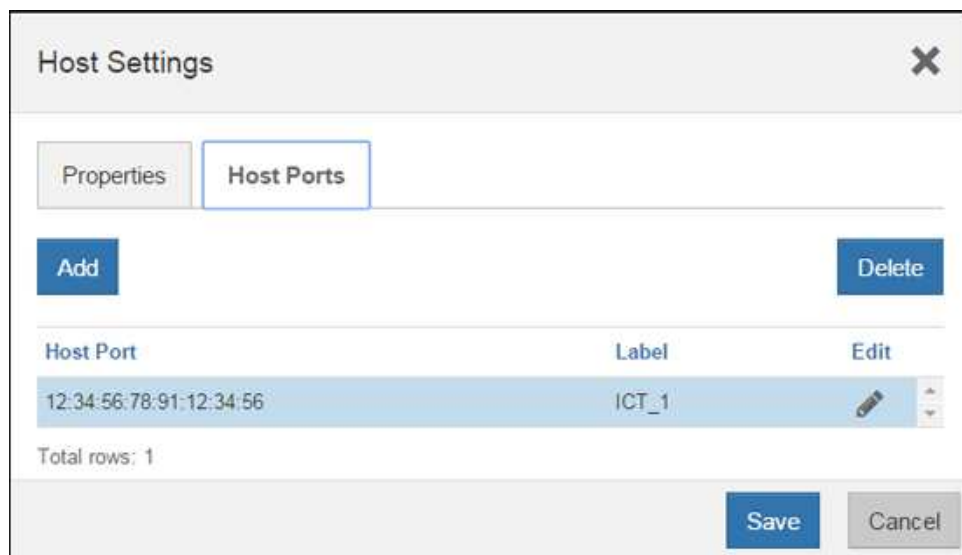 Host Settings
Properties Host Ports
Add Delete
Host Port Label Edit
12:34:56:78:91:12:34:56 ICT_1
Total rows: 1
Save Cancel